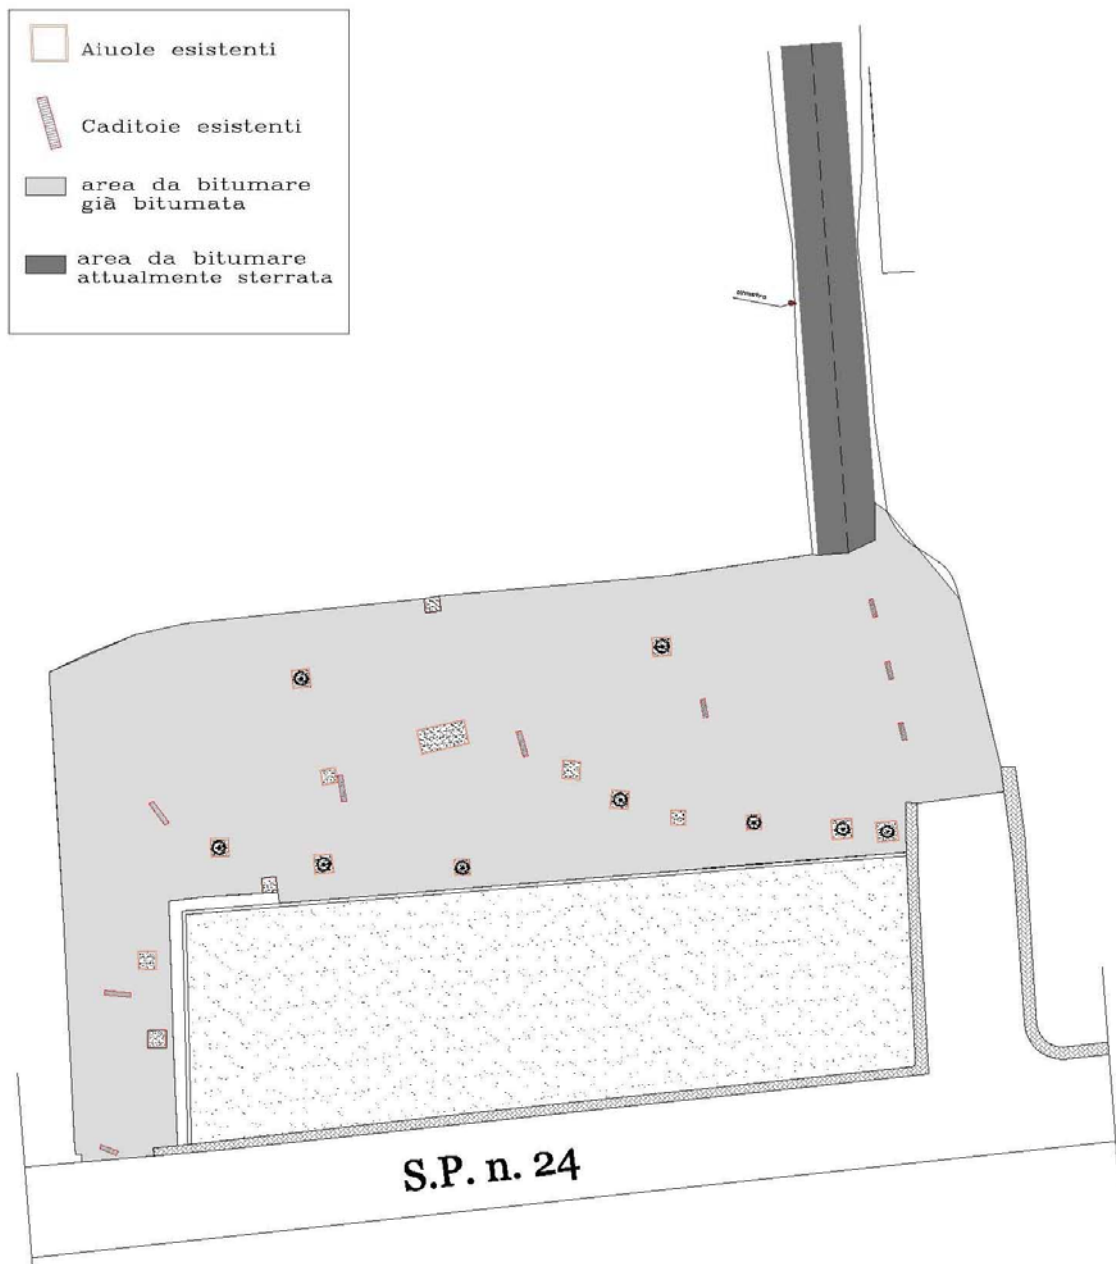 Aiuole esistenti
Caditoie esistenti
area da bitumare
già bitumata
area da bitumare
attualmente sterrata
S.P. n. 24